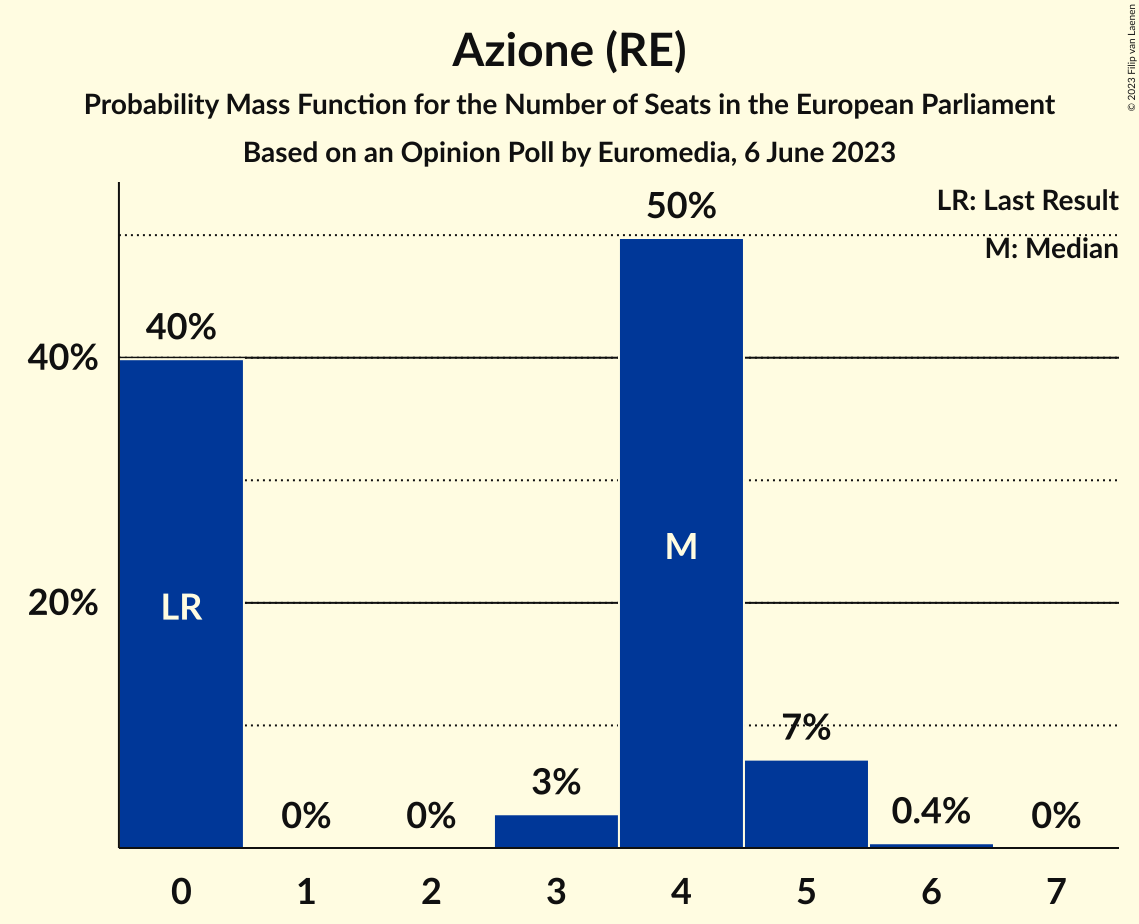 Azione (RE)
Probability Mass Function for the Number of Seats in the European Parliament
Based on an Opinion Poll by Euromedia, 6 June 2023
© 2023 Filip van Laenen
LR: Last Result
M: Median
50%
40%
40%
LR
M
20%
7%
3%
0%
0%
0.4%
0%
0
1
2
3
4
5
6
7